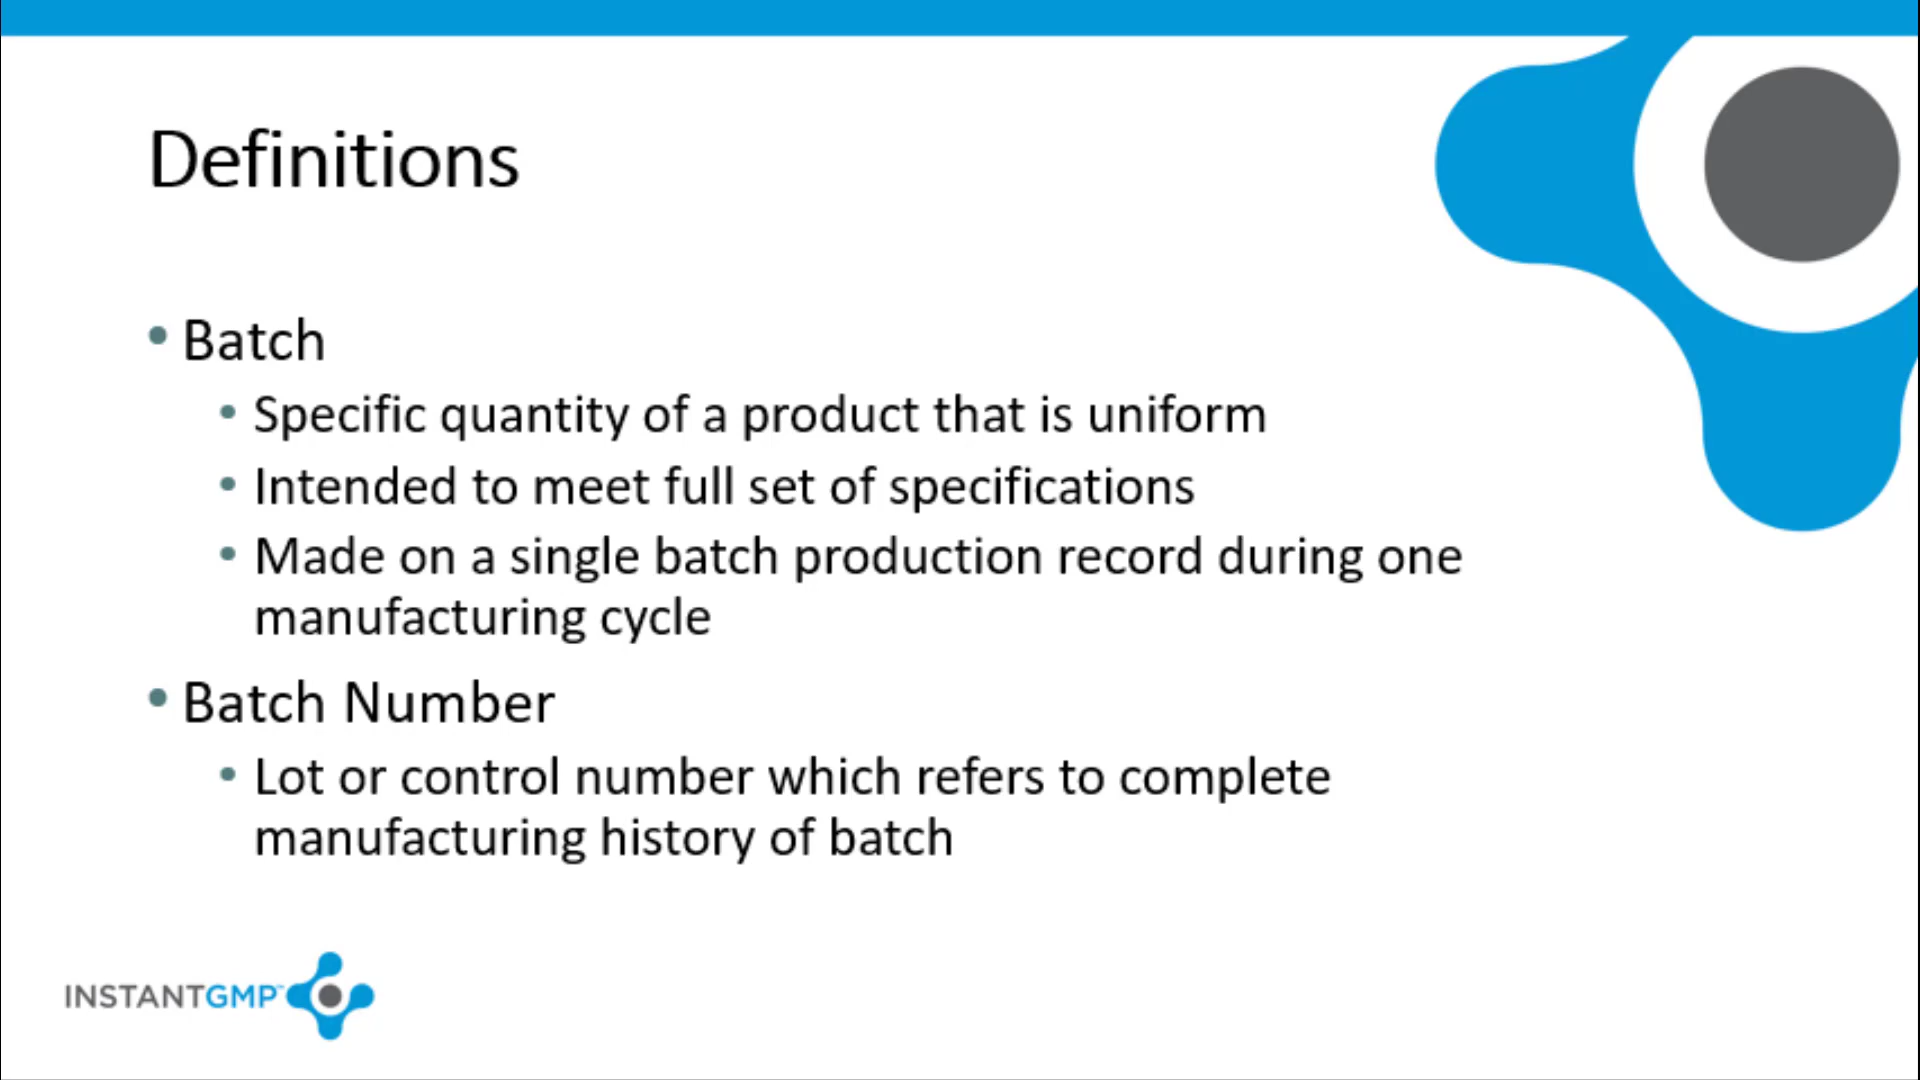 Definitions
• Batch
• Specific quantity of a product that is uniform
• Intended to meet full set of specifications
• Made on a single batch production record during one
manufacturing cycle
• Batch Number
• Lot or control number which refers to complete
manufacturing history of batch
INSTANTGMP™